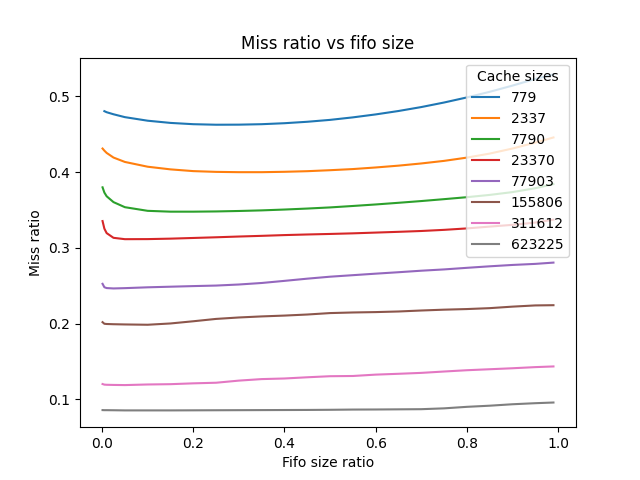 Miss ratio vs fifo size
Cache sizes
779
2337
7790
23370
77903
155806
311612
623225
Miss ratio
0.5
0.4
0.3
0.2
0.1
0.0 0.2 0.4 0.6 0.8 1.0
Fifo size ratio